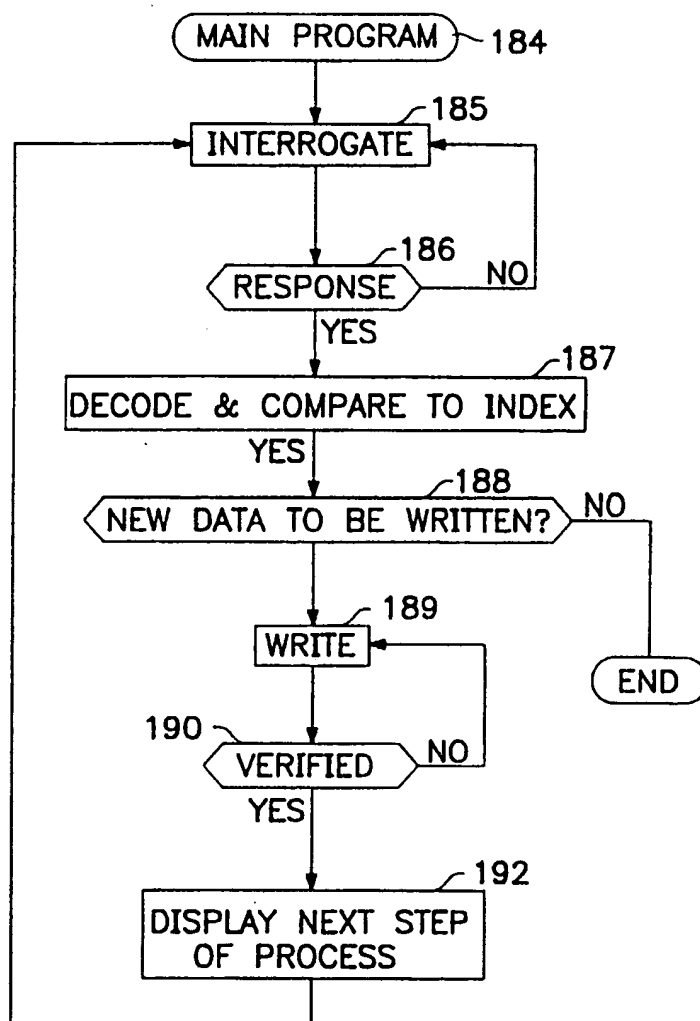 MAIN PROGRAM
184
185
INTERROGATE
186
RESPONSE
NO
YES
187
DECODE & COMPARE TO INDEX
YES
188
NEW DATA TO BE WRITTEN?
NO
189
WRITE
END
190
VERIFIED
NO
YES
192
DISPLAY NEXT STEP
OF PROCESS